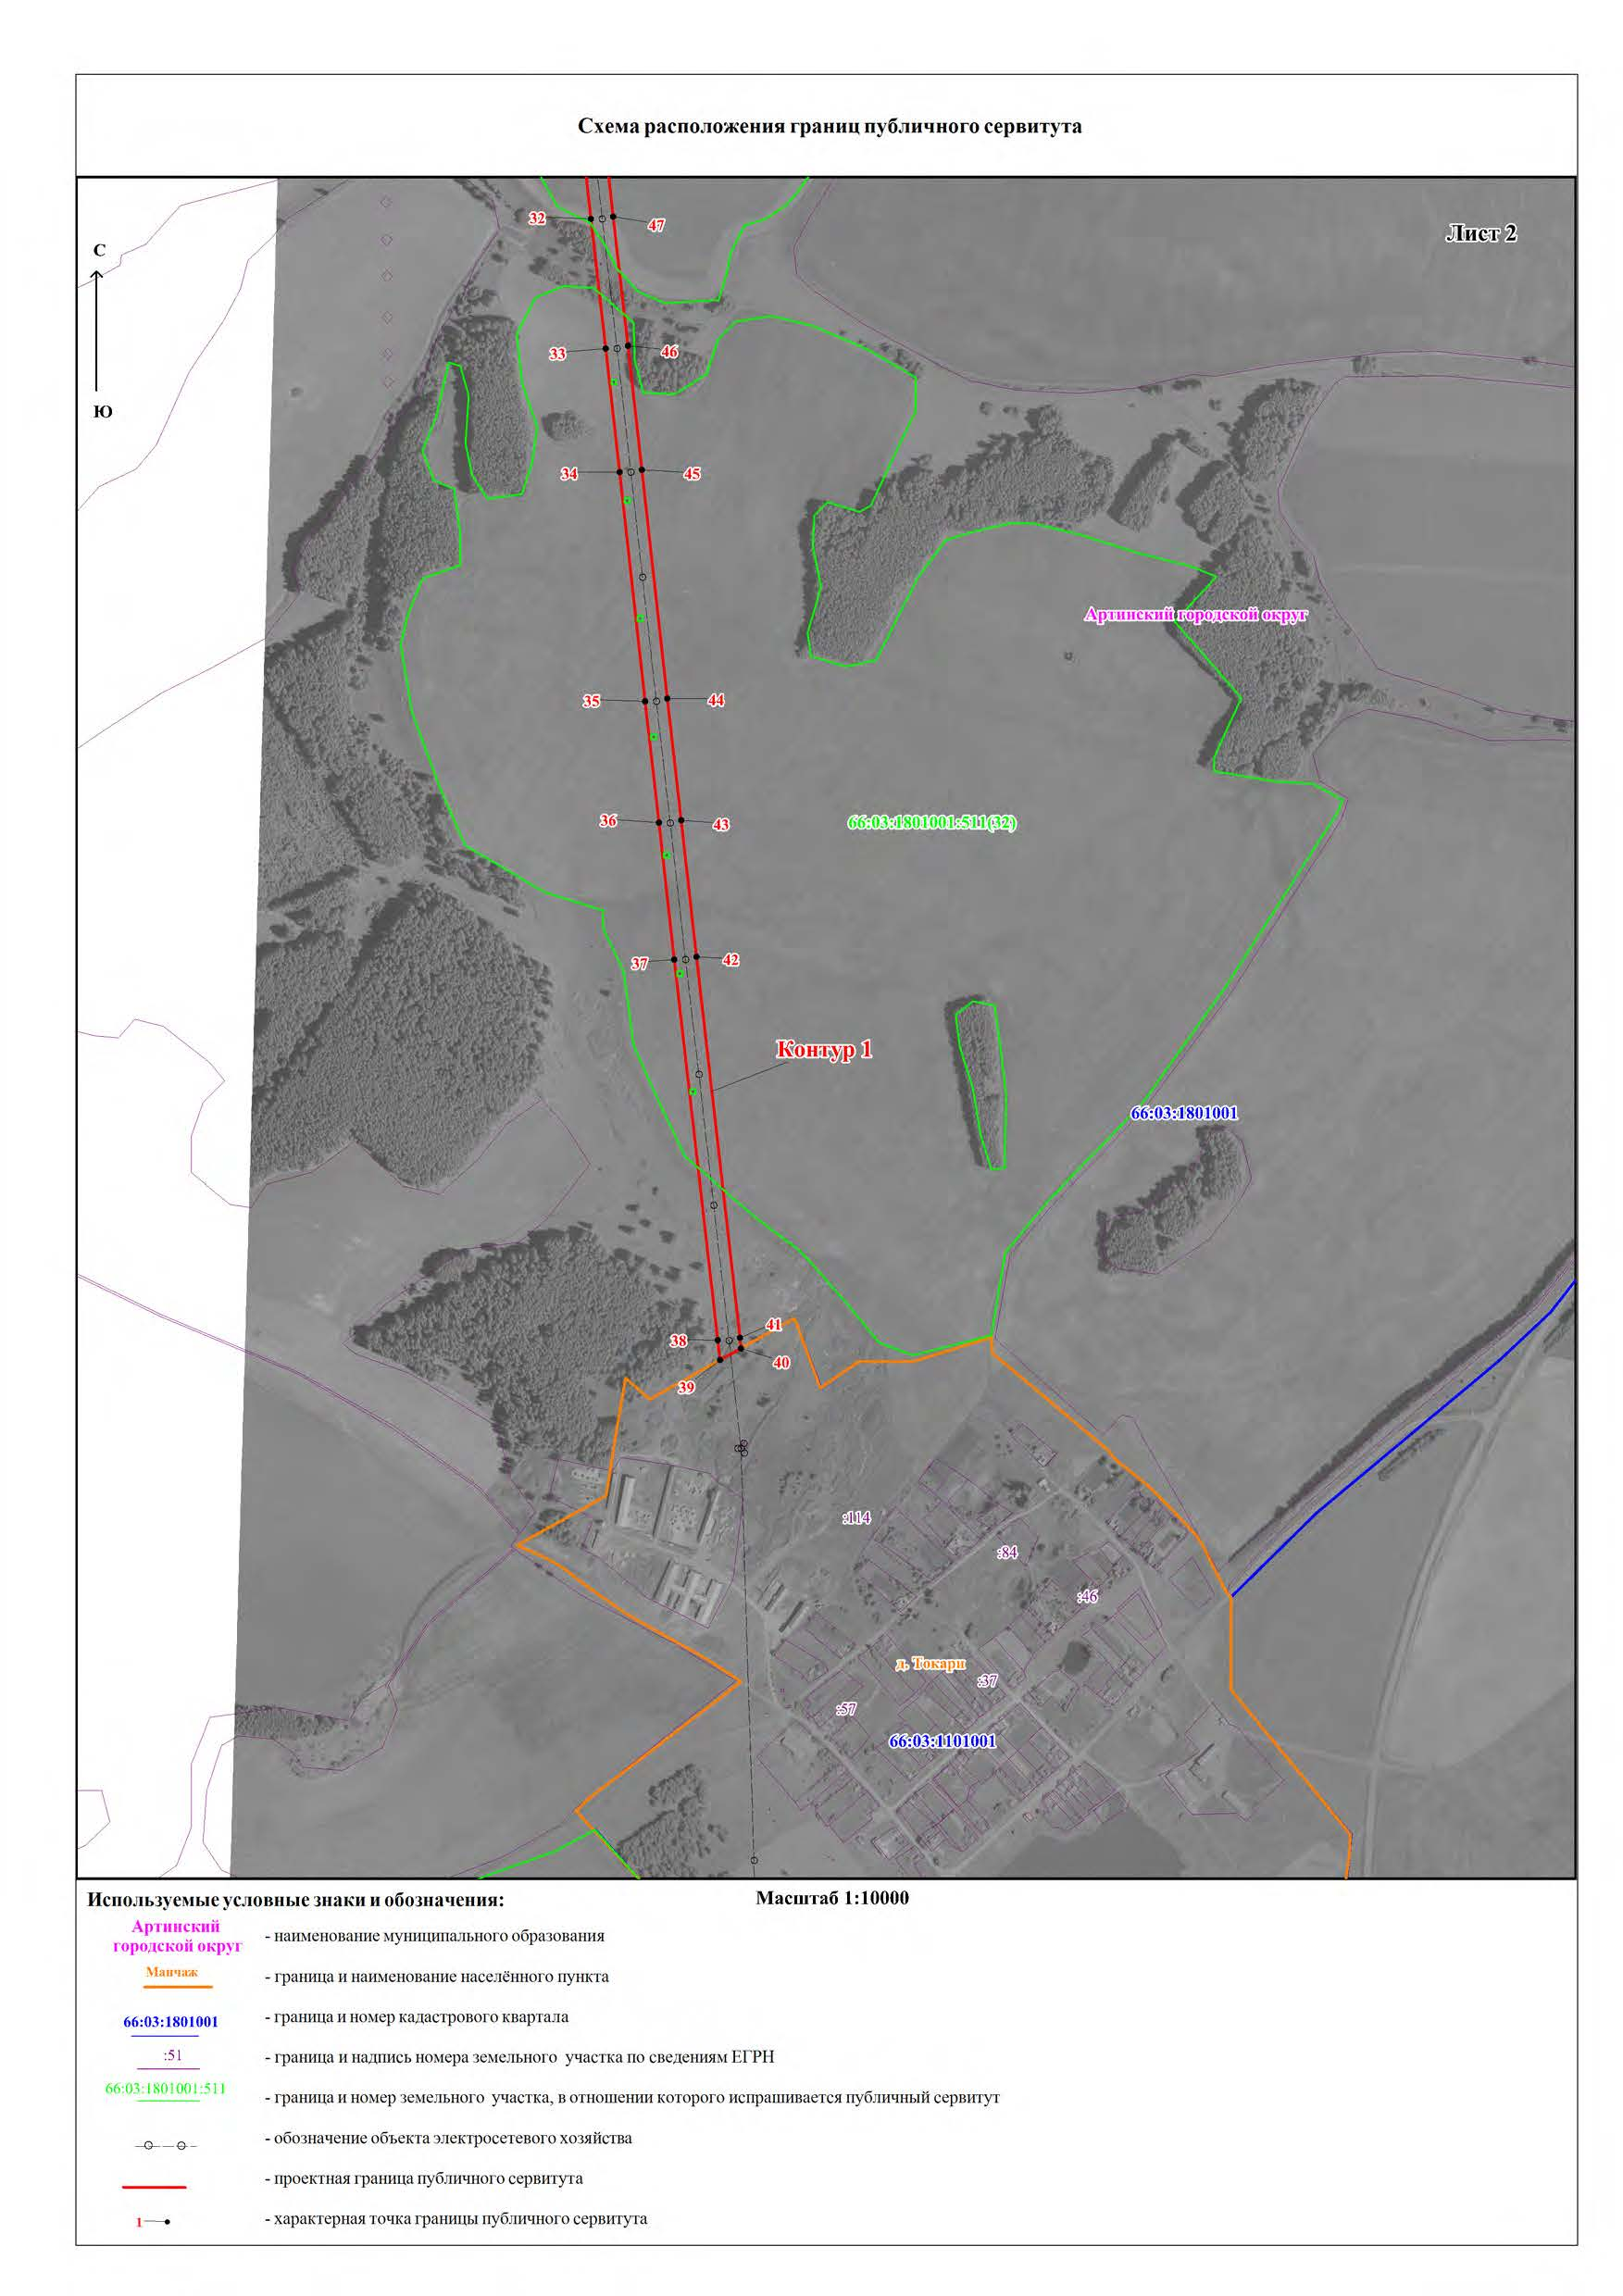 Схема расположения границ публичного сервитута
Лист 2
С
Ю
32
47
33
46
34
45
Артинский городской округ
35
44
36
43
66:03:1801001:511(32)
37
42
Контур 1
66:03:1801001
38
41
40
39
:114
:84
:46
д. Токари
:37
:57
66:03:1101001
Используемые условные знаки и обозначения:
Масштаб 1:10000
Артинский
городской округ
- наименование муниципального образования
Манчаж
- граница и наименование населённого пункта
66:03:1801001
- граница и номер кадастрового квартала
:51
- граница и надпись номера земельного участка по сведениям ЕГРН
66:03:1801001:511
- граница и номер земельного участка, в отношении которого испрашивается публичный сервитут
- обозначение объекта электросетевого хозяйства
- проектная граница публичного сервитута
1
- характерная точка границы публичного сервитута